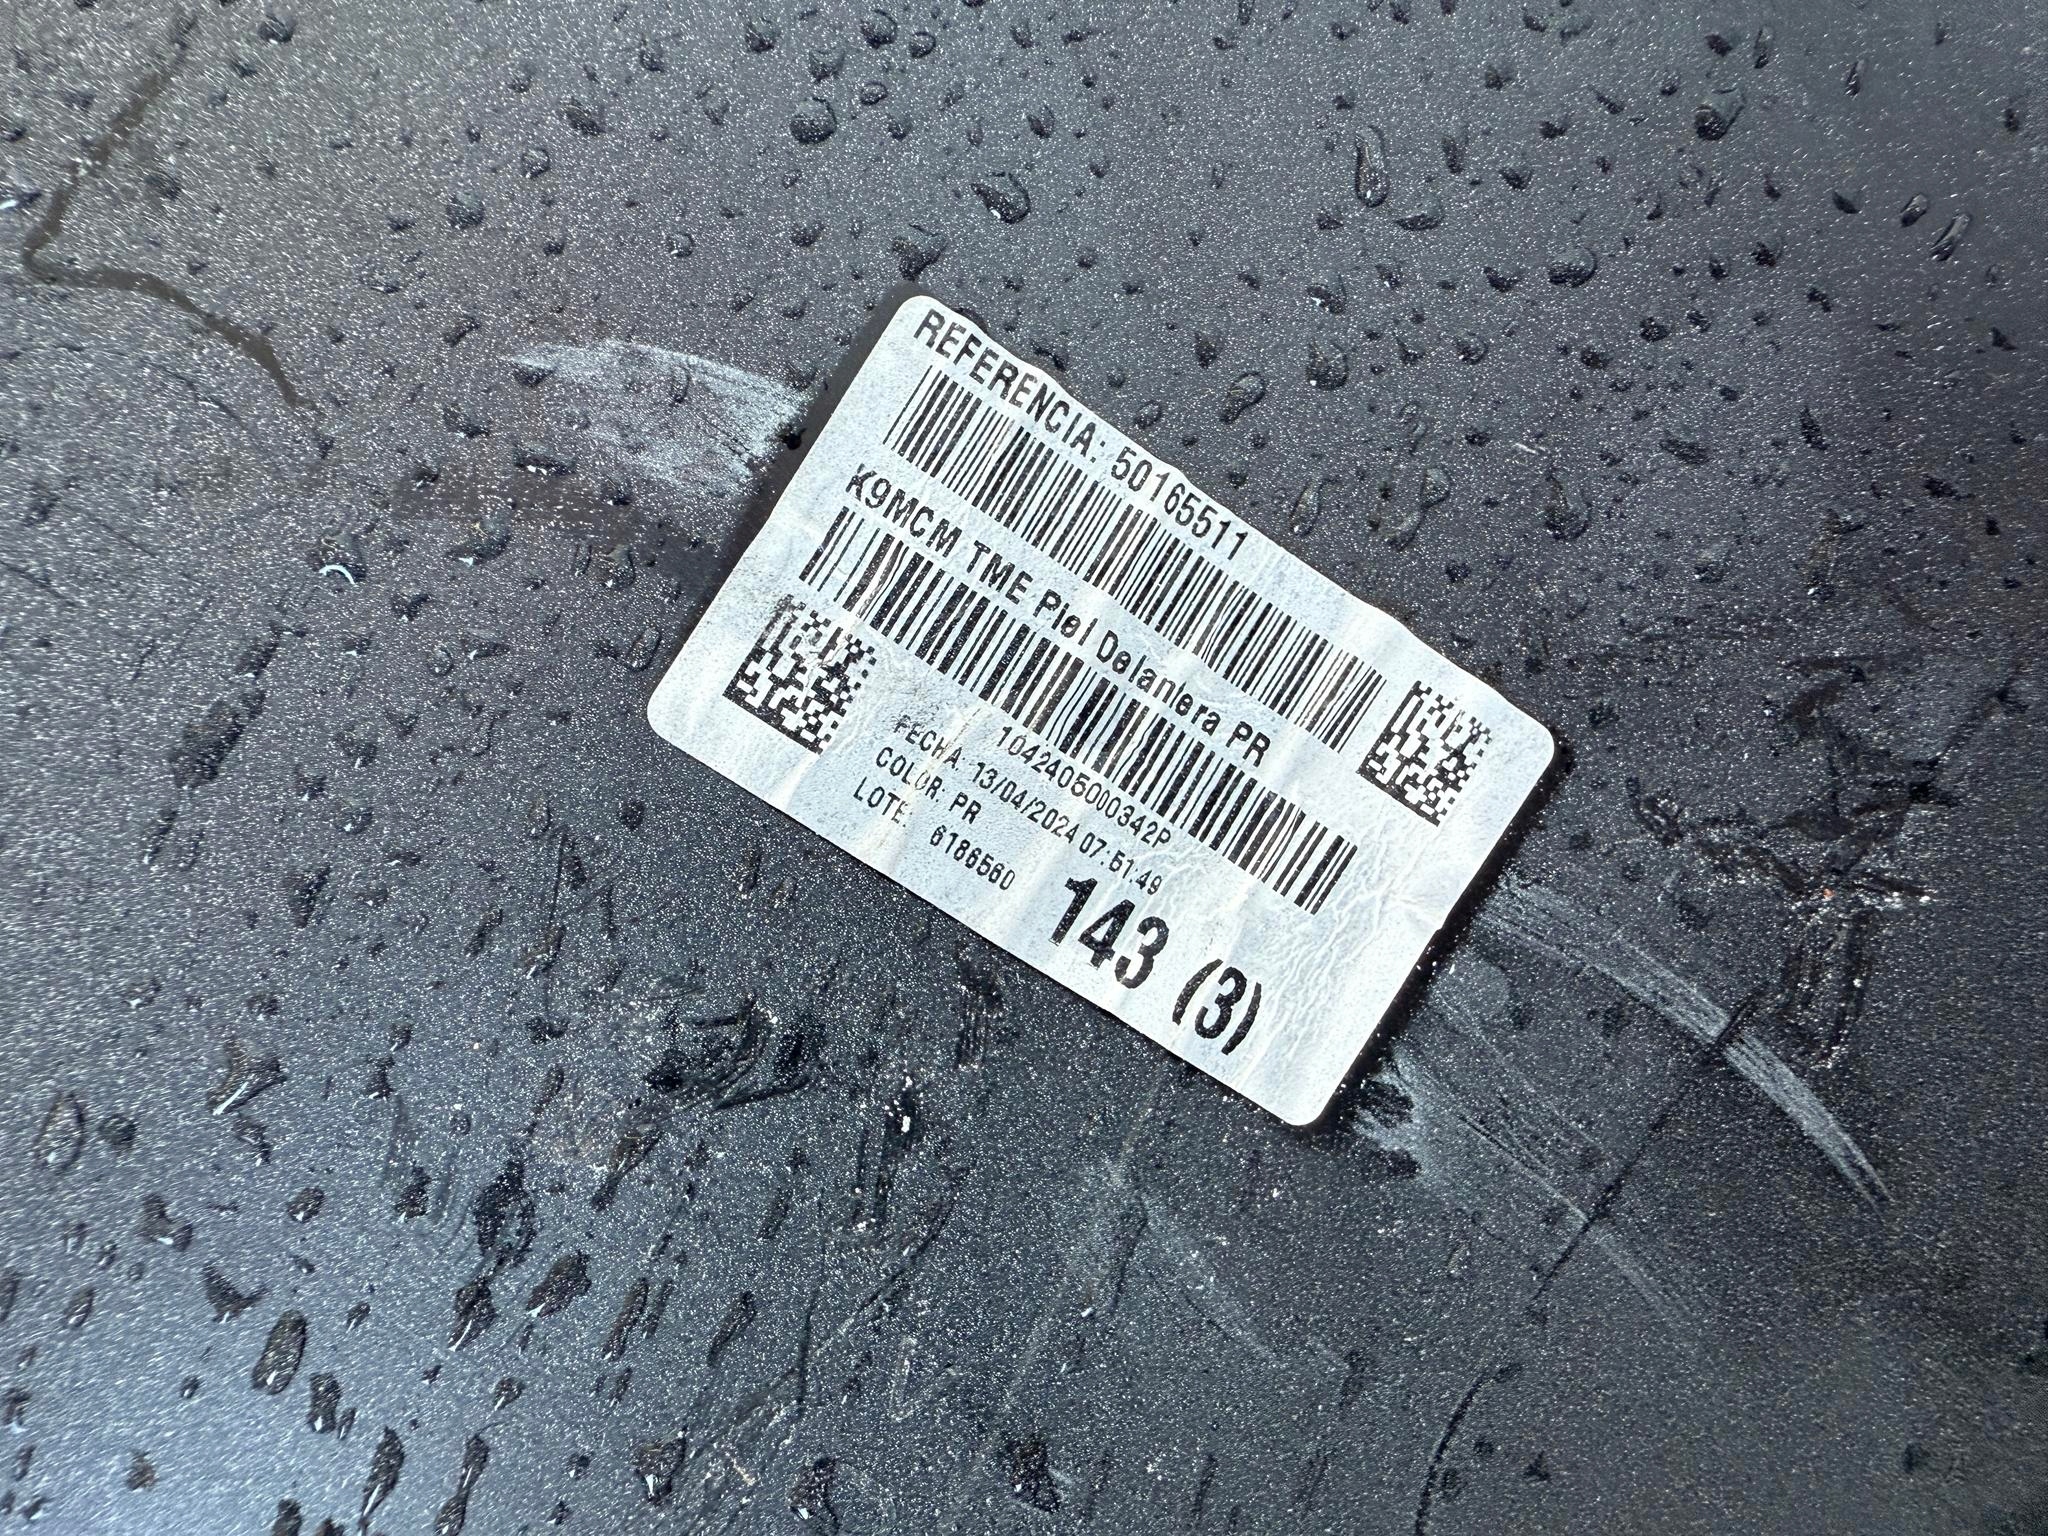 REFERENCIA: 50165511
K9MCM TME Piel Delantera PR
1042405000342P
FECHA: 13/04/2024 07:51:49
COLOR: PR
LOTE: 6186560
143 (3)